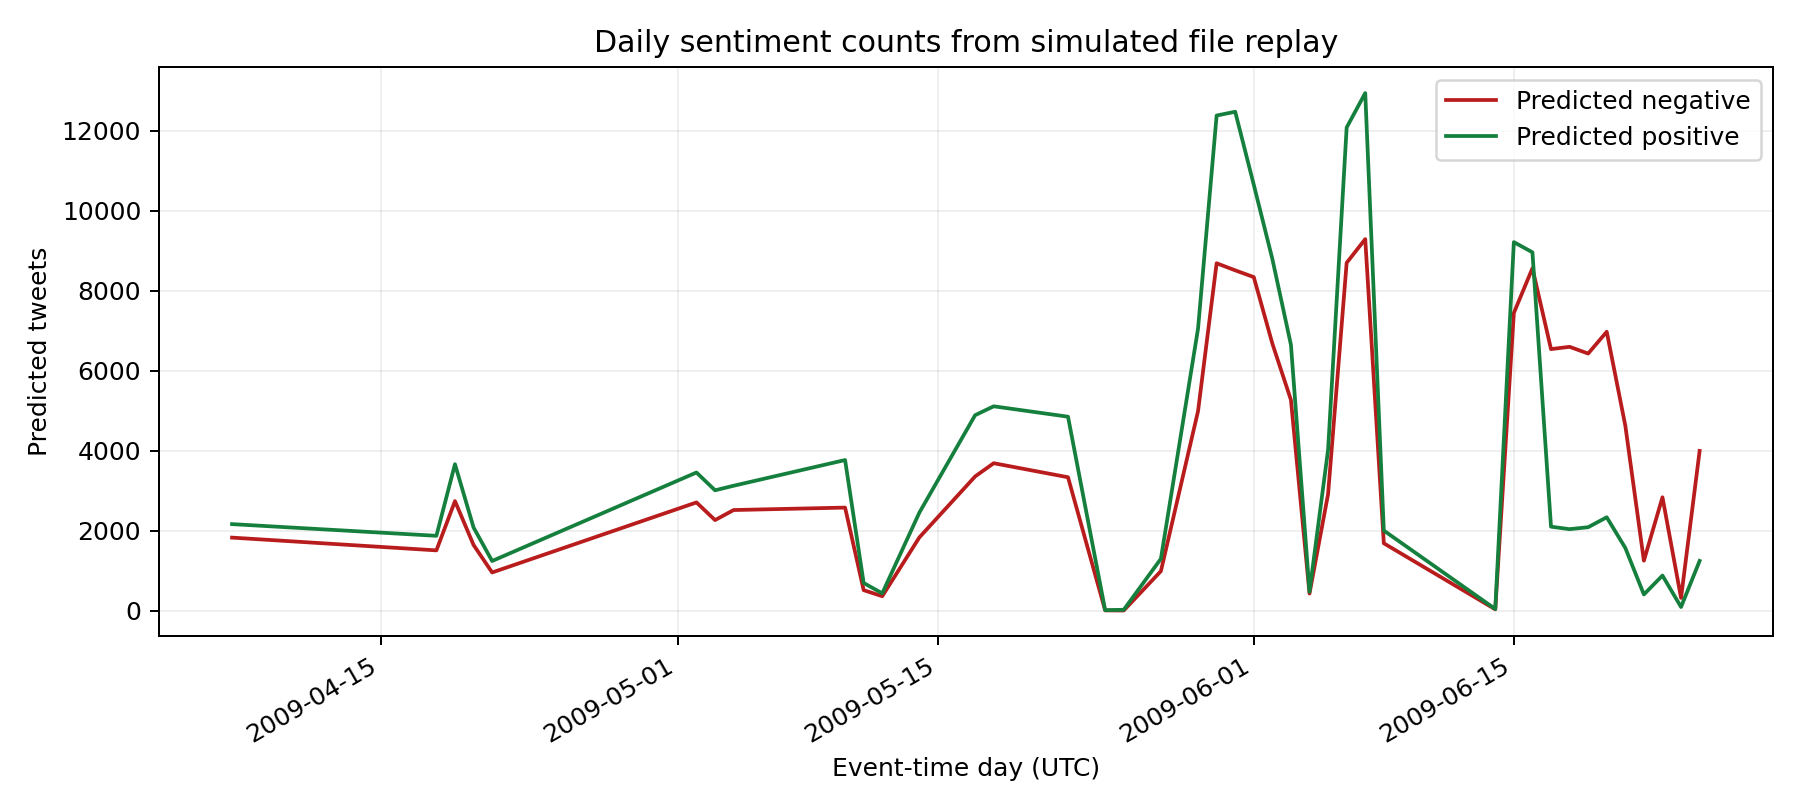 Daily sentiment counts from simulated file replay
Predicted negative
Predicted positive
Predicted tweets
12000
10000
8000
6000
4000
2000
0
2009-04-15
2009-05-01
2009-05-15
2009-06-01
2009-06-15
Event-time day (UTC)